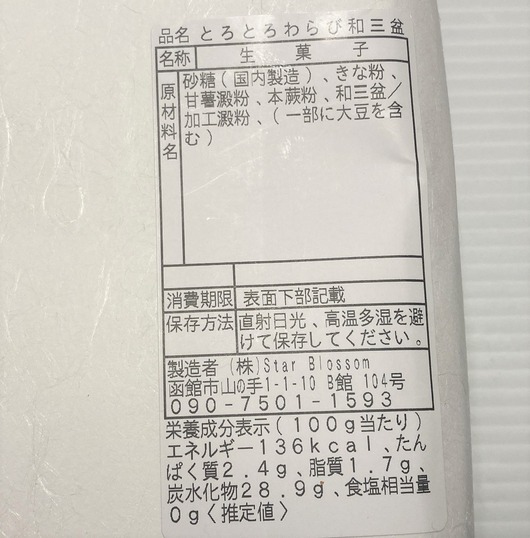 品名 とろとろわらび和三盆
名称 生菓子
原材料名 砂糖(国内製造)、きな粉、
甘薯澱粉、本蕨粉、和三盆/
加工澱粉、(一部に大豆を含
む)
消費期限 表面下部記載
保存方法 直射日光、高温多湿を避
けて保存してください。
製造者 (株)Star Blossom
函館市山の手1-1-10 B館 104号
090-7501-1593
栄養成分表示(100g当たり)
エネルギー136kcal、たん
ぱく質2.4g、脂質1.7g、
炭水化物28.9g、食塩相当量
0g〈推定値〉